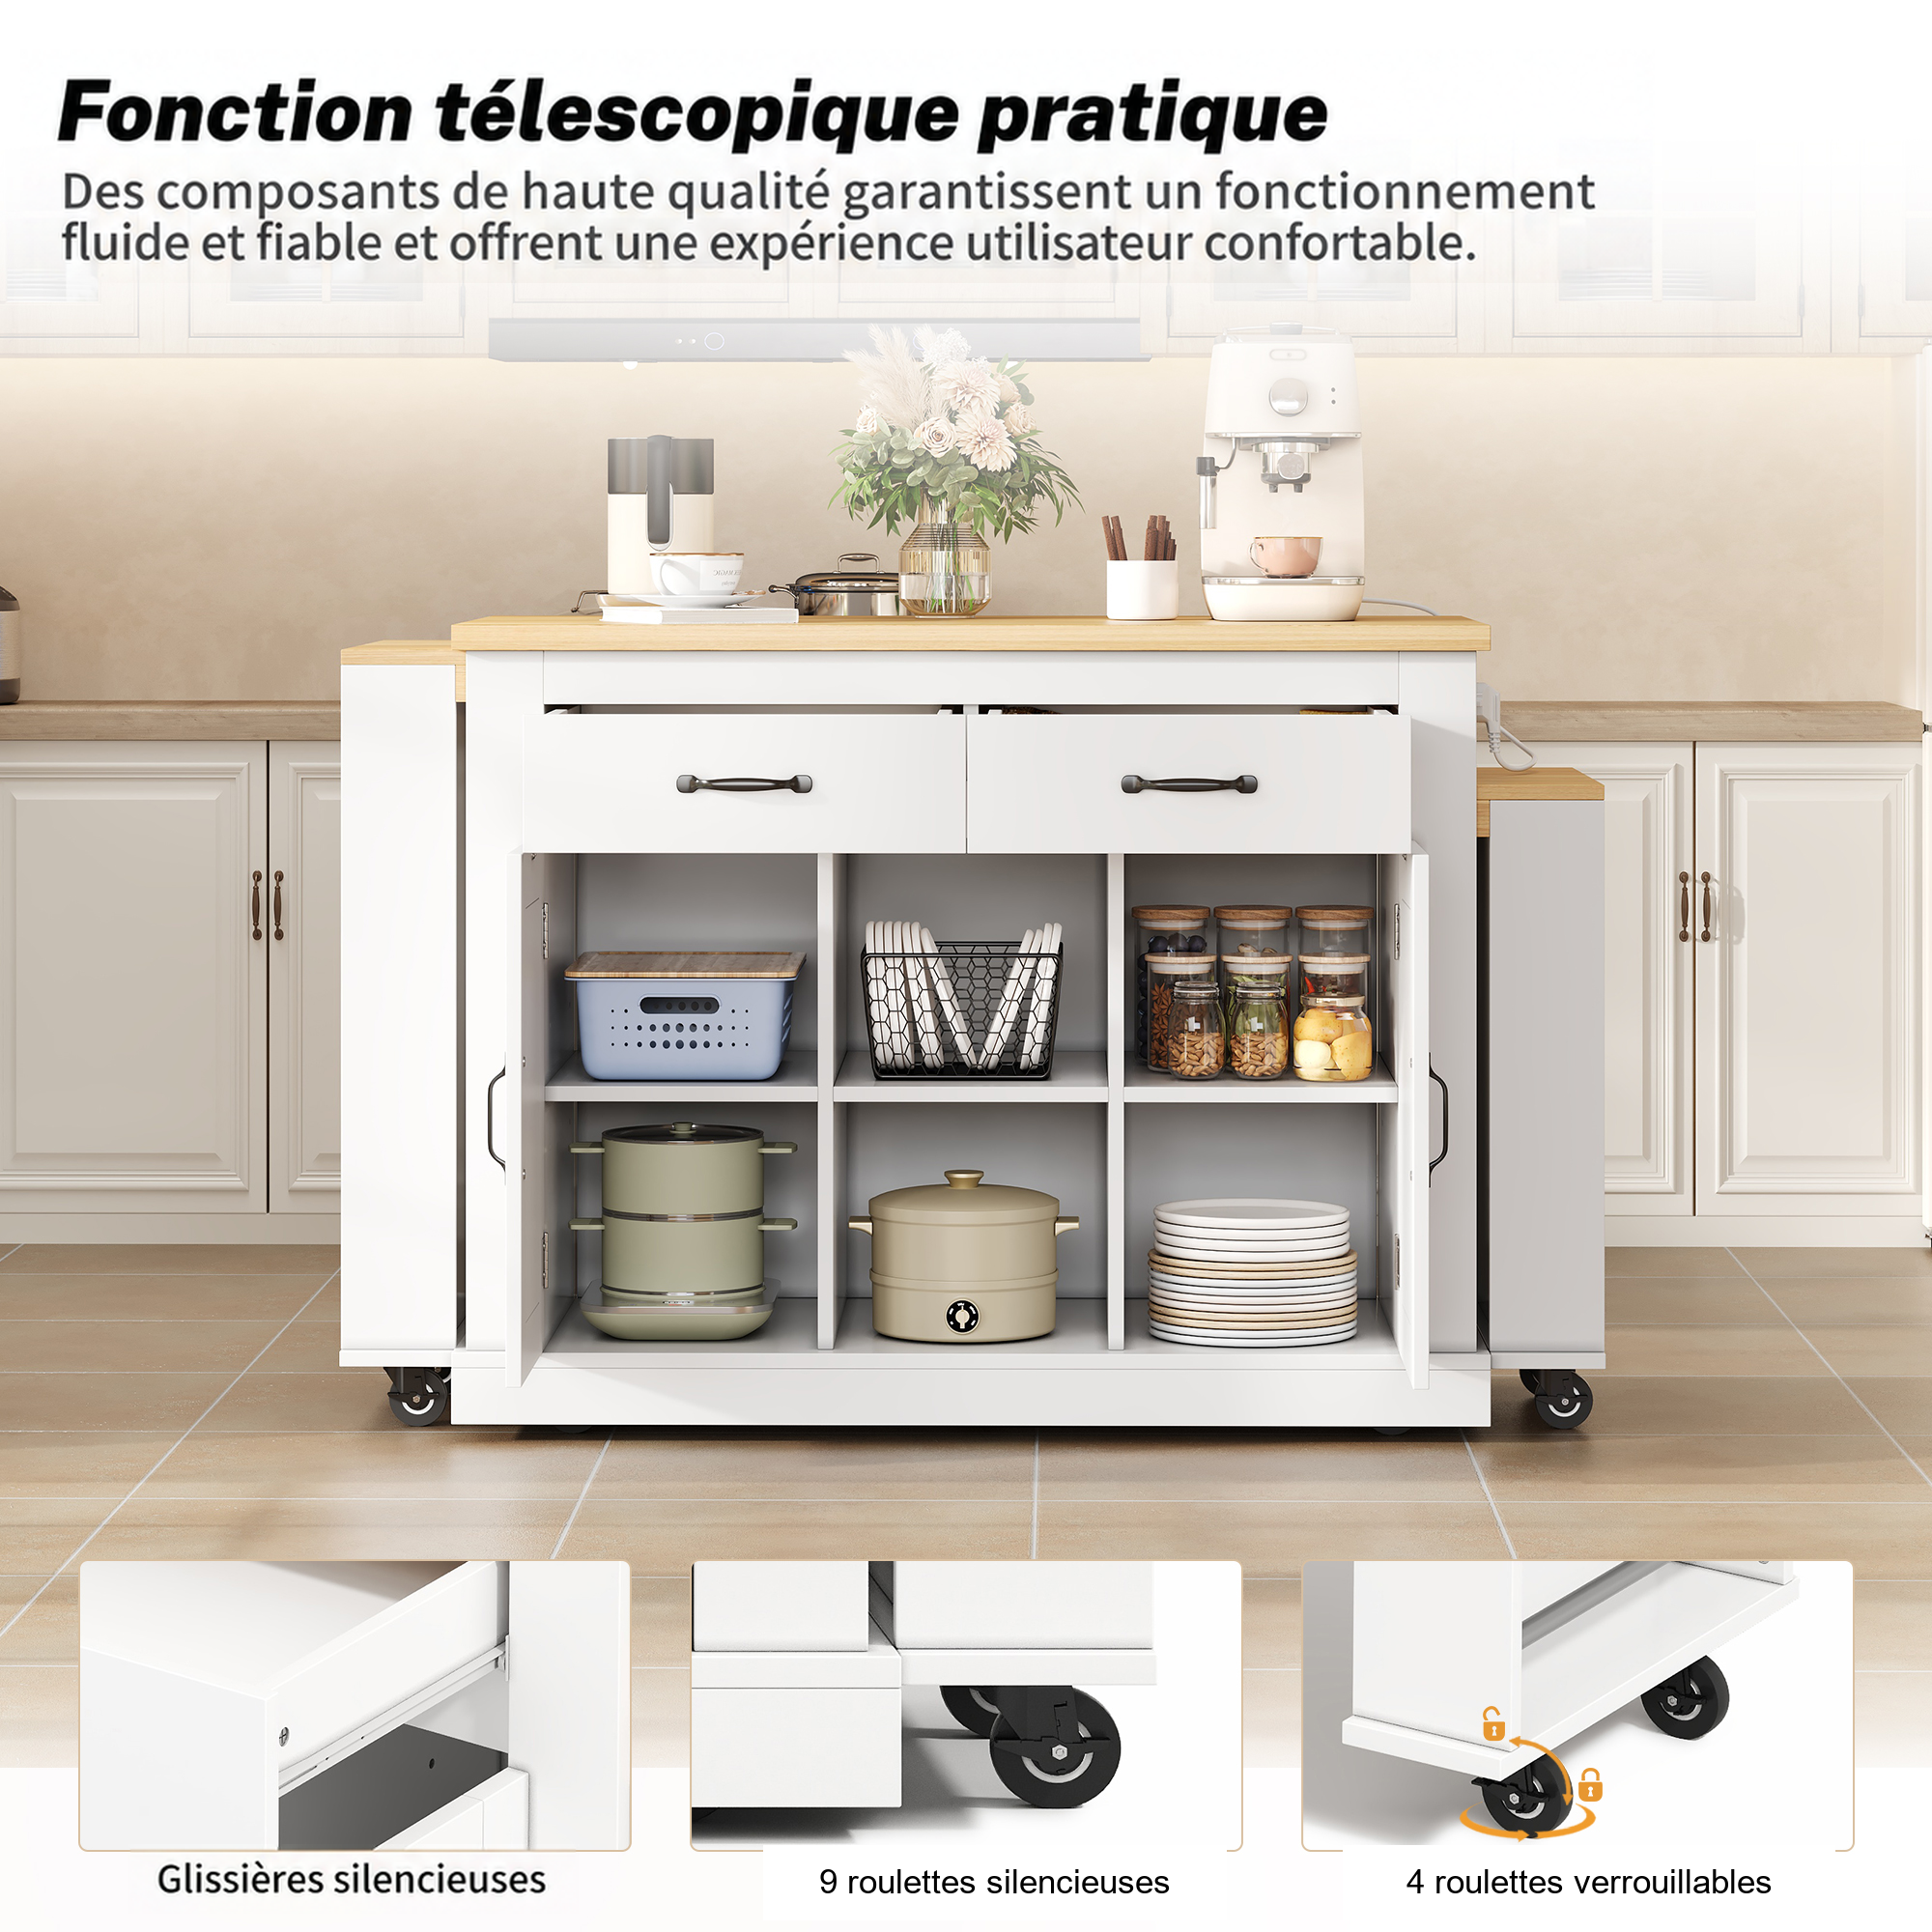 Fonction télescopique pratique
Des composants de haute qualité garantissent un fonctionnement
fluide et fiable et offrent une expérience utilisateur confortable.
Glissières silencieuses
9 roulettes silencieuses
4 roulettes verrouillables